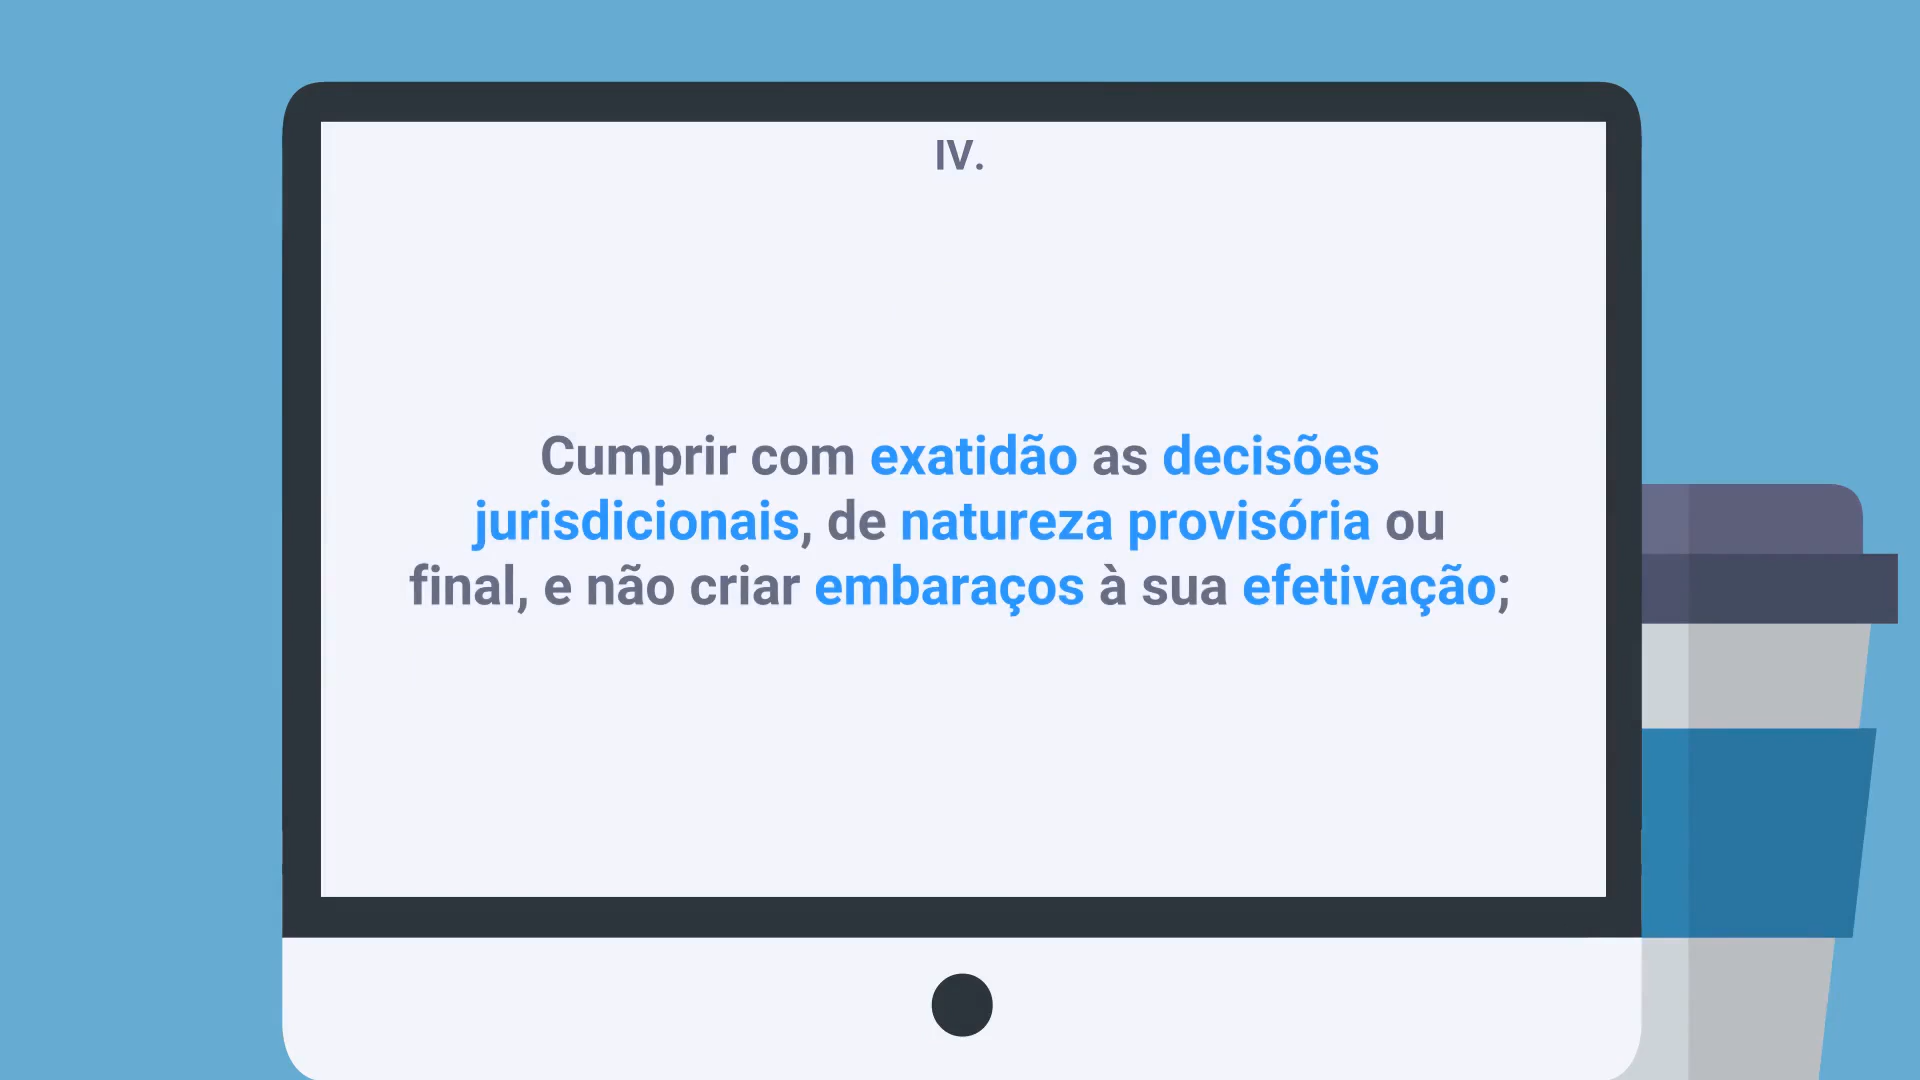 IV.
Cumprir com exatidão as decisões
jurisdicionais, de natureza provisória ou
final, e não criar embaraços à sua efetivação;